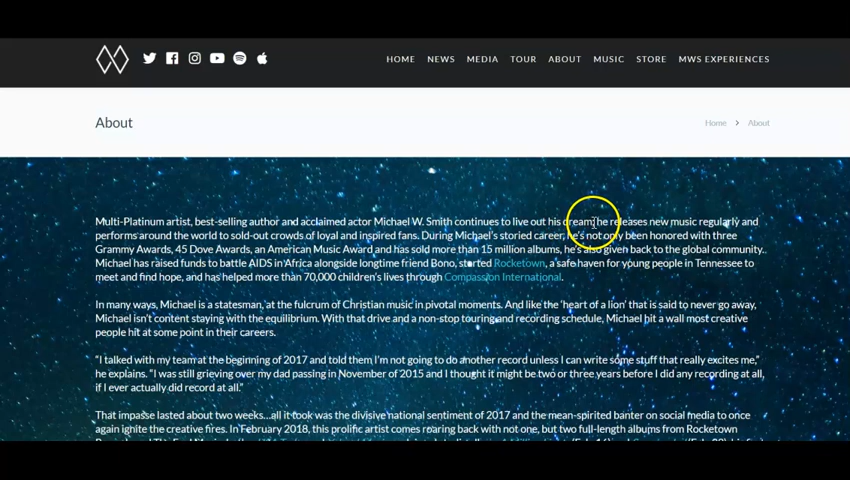 HOME NEWS MEDIA TOUR ABOUT MUSIC STORE MWS EXPERIENCES
About
Home > About
Multi-Platinum artist, best-selling author and acclaimed actor Michael W. Smith continues to live out his dream;he releases new music regularly and
performs around the world to sold-out crowds of loyal and inspired fans. During Michael's storied career, he's not only been honored with three
Grammy Awards, 45 Dove Awards, an American Music Award and has sold more than 15 million albums, he's also given back to the global community.
Michael has raised funds to battle AIDS in Africa alongside longtime friend Bono, started Rocketown, a safe haven for young people in Tennessee to
meet and find hope, and has helped more than 70,000 children's lives through Compassion International.
In many ways, Michael is a statesman, at the fulcrum of Christian music in pivotal moments. And like the 'heart of a lion' that is said to never go away,
Michael isn't content staying with the equilibrium. With that drive and a non-stop touring and recording schedule, Michael hit a wall most creative
people hit at some point in their careers.
"I talked with my team at the beginning of 2017 and told them I'm not going to do another record unless I can write some stuff that really excites me,"
he explains. "I was still grieving over my dad passing in November of 2015 and I thought it might be two or three years before I did any recording at all,
if I ever actually did record at all."
That impasse lasted about two weeks...all it took was the divisive national sentiment of 2017 and the mean-spirited banter on social media to once
again ignite the creative fires. In February 2018, this prolific artist comes roaring back with not one, but two full-length albums from Rocketown